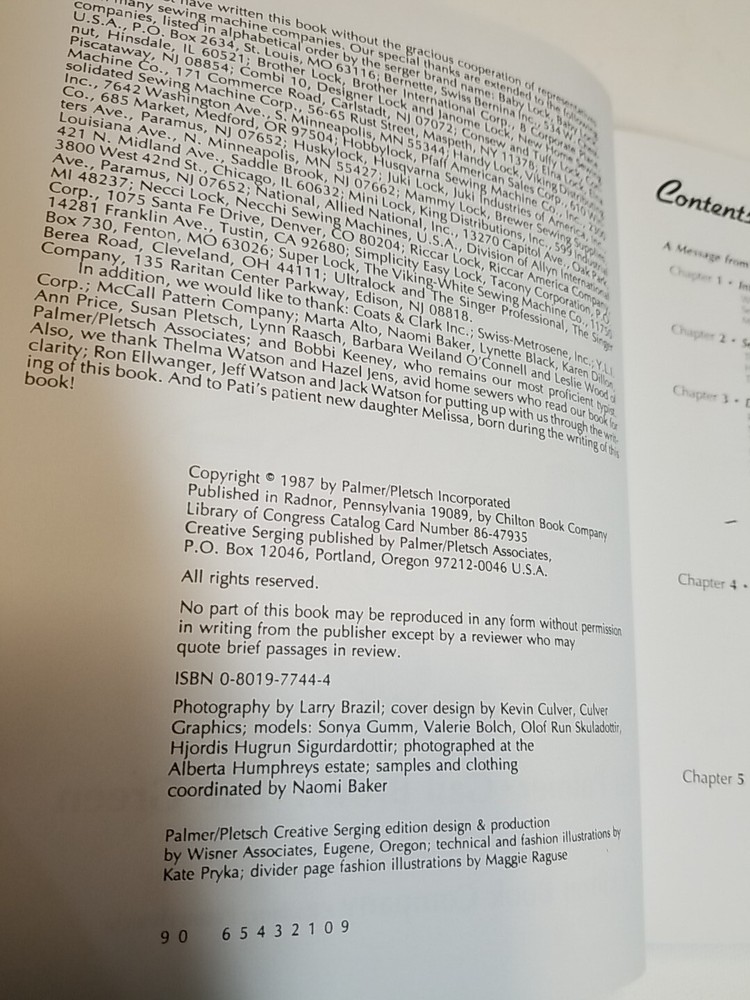 have written this book without the gracious cooperation of
many sewing machine companies. Our special thanks are extended to the following
companies, listed in alphabetical order by the serger brand name: Baby Lock,
U.S.A., P.O. Box 2634, St. Louis, MO 63116; Bernette, Swiss Bernina Inc., 534 W.
nut, Hinsdale, IL 60521; Brother Lock, Brother International Corp., 8 Corporate Place,
Piscataway, NJ 08854; Combi 10, Designer Lock and Janome Lock, New Home
Machine Co., 171 Commerce Road, Carlstadt, NJ 07072; Consew and Tuffy Lock, Con-
solidated Sewing Machine Corp., 56-65 Rust Street, Maspeth, NY 11378; Elna Lock, Elna
Inc., 7642 Washington Ave., S. Minneapolis, MN 55344; Handy Lock, Viking Distributing
Co., 685 Market, Medford, OR 97504; Hobbylock, Pfaff American Sales Corp., 610 Win-
ters Ave., Paramus, NJ 07652; Huskylock, Husqvarna Sewing Machine Co., Inc., 2300
Louisiana Ave., N. Minneapolis, MN 55427; Juki Lock, Juki Industries of America, Inc.,
421 N. Midland Ave., Saddle Brook, NJ 07662; Mammy Lock, Brewer Sewing Supplies,
3800 West 42nd St., Chicago, IL 60632; Mini Lock, King Distributions, Inc., 595 Industrial
Ave., Paramus, NJ 07652; National, Allied National, Inc., 13270 Capitol Ave., Oak Park,
MI 48237; Necci Lock, Necchi Sewing Machines, U.S.A., Division of Allyn International
Corp., 1075 Santa Fe Drive, Denver, CO 80204; Riccar Lock, Riccar America Company,
14281 Franklin Ave., Tustin, CA 92680; Simplicity Easy Lock, Tacony Corporation, P.O.
Box 730, Fenton, MO 63026; Super Lock, The Viking-White Sewing Machine Co., 11750
Berea Road, Cleveland, OH 44111; Ultralock and The Singer Professional, The Singer
Company, 135 Raritan Center Parkway, Edison, NJ 08818.
In addition, we would like to thank: Coats & Clark Inc.; Swiss-Metrosene, Inc.; Y.L.I.
Corp.; McCall Pattern Company; Marta Alto, Naomi Baker, Lynette Black, Karen Dillon,
Ann Price, Susan Pletsch, Lynn Raasch, Barbara Weiland O'Connell and Leslie Wood of
Palmer/Pletsch Associates; and Bobbi Keeney, who remains our most proficient typist.
Also, we thank Thelma Watson and Hazel Jens, avid home sewers who read our book for
clarity; Ron Ellwanger, Jeff Watson and Jack Watson for putting up with us through the writ-
ing of this book. And to Pati's patient new daughter Melissa, born during the writing of this
book!
Copyright © 1987 by Palmer/Pletsch Incorporated
Published in Radnor, Pennsylvania 19089, by Chilton Book Company
Library of Congress Catalog Card Number 86-47935
Creative Serging published by Palmer/Pletsch Associates,
P.O. Box 12046, Portland, Oregon 97212-0046 U.S.A.
All rights reserved.
No part of this book may be reproduced in any form without permission
in writing from the publisher except by a reviewer who may
quote brief passages in review.
ISBN 0-8019-7744-4
Photography by Larry Brazil; cover design by Kevin Culver, Culver
Graphics; models: Sonya Gumm, Valerie Bolch, Olof Run Skuladottir,
Hjordis Hugrun Sigurdardottir; photographed at the
Alberta Humphreys estate; samples and clothing
coordinated by Naomi Baker
Palmer/Pletsch Creative Serging edition design & production
by Wisner Associates, Eugene, Oregon; technical and fashion illustrations by
Kate Pryka; divider page fashion illustrations by Maggie Raguse
9 0 6 5 4 3 2 1 0 9
Contents
A Message from
Chapter 1 •
Chapter 2 •
Chapter 3 •
Chapter 4 •
Chapter 5